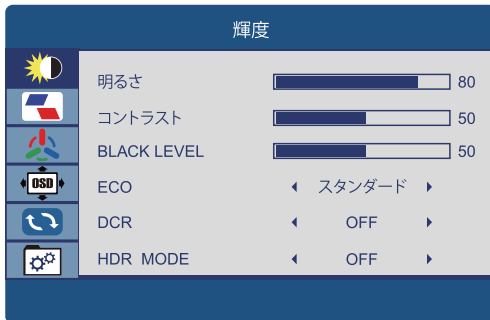 輝度
明るさ 80
コントラスト 50
BLACK LEVEL 50
ECO スタンダード
DCR OFF
HDR MODE OFF
OSD